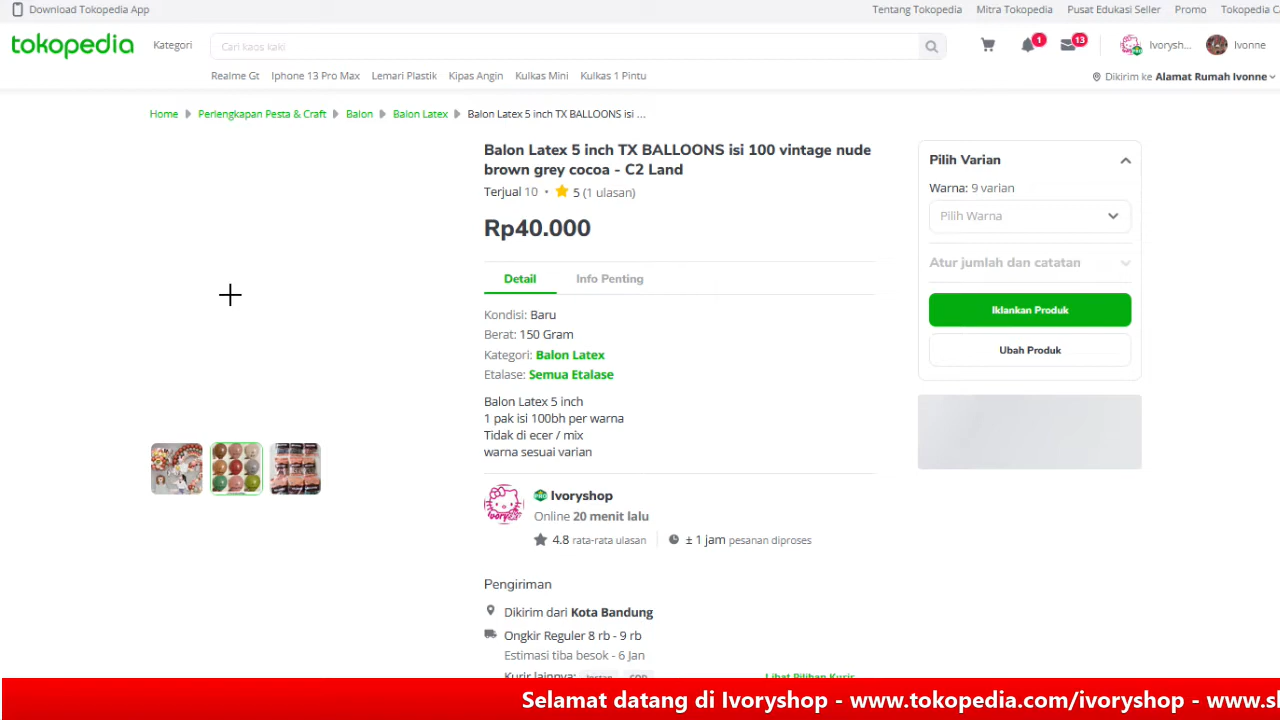 Download Tokopedia App
Tentang Tokopedia Mitra Tokopedia Pusat Edukasi Seller Promo Tokopedia
tokopedia Kategori Cari kaos kaki 1 13 Ivorysh... Ivonne
Realme Gt Iphone 13 Pro Max Lemari Plastik Kipas Angin Kulkas Mini Kulkas 1 Pintu
Dikirim ke Alamat Rumah Ivonne
Home Perlengkapan Pesta & Craft Balon Balon Latex Balon Latex 5 inch TX BALLOONS isi ...
Balon Latex 5 inch TX BALLOONS isi 100 vintage nude
brown grey cocoa - C2 Land
Terjual 10 • 5 (1 ulasan)
Rp40.000
Detail Info Penting
Kondisi: Baru
Berat: 150 Gram
Kategori: Balon Latex
Etalase: Semua Etalase
Balon Latex 5 inch
1 pak isi 100bh per warna
Tidak di ecer / mix
warna sesuai varian
PRO Ivoryshop
Online 20 menit lalu
4.8 rata-rata ulasan ± 1 jam pesanan diproses
Pengiriman
Dikirim dari Kota Bandung
Ongkir Reguler 8 rb - 9 rb
Estimasi tiba besok - 6 Jan
Kurir lainnya: Instan COD Lihat Pilihan Kurir
Pilih Varian
Warna: 9 varian
Pilih Warna
Atur jumlah dan catatan
Iklankan Produk
Ubah Produk
Selamat datang di Ivoryshop - www.tokopedia.com/ivoryshop -